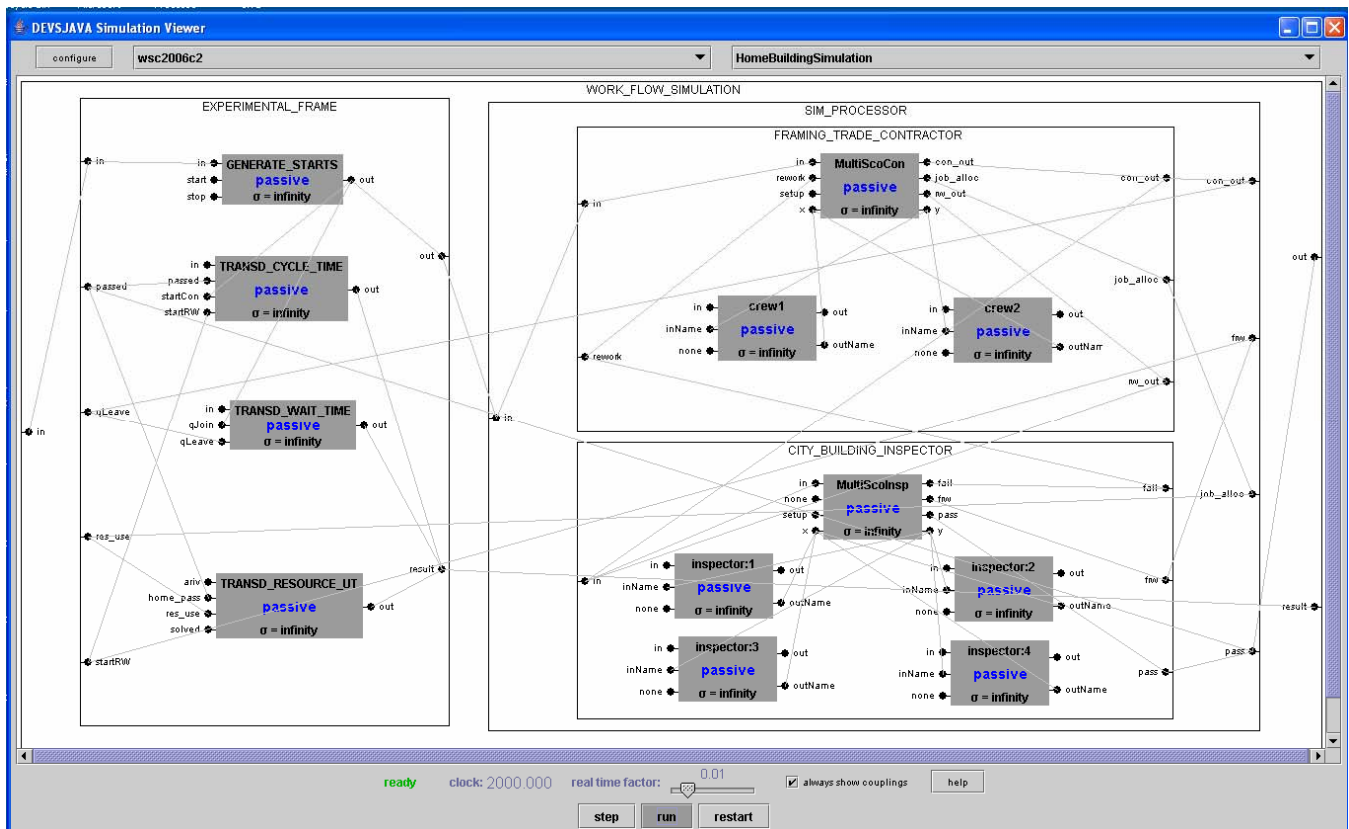 DEVSJAVA Simulation Viewer
configure wsc2006c2 HomeBuildingSimulation
WORK_FLOW_SIMULATION
EXPERIMENTAL_FRAME
in
passed
qLeave
in
res_use
startRW
in GENERATE_STARTS
start passive out
stop σ = infinity
in TRANSD_CYCLE_TIME
passed passive out
startCon
startRW σ = infinity
in TRANSD_WAIT_TIME
qJoin passive out
qLeave σ = infinity
ariv TRANSD_RESOURCE_UT
home_pass passive out
res_use
solved σ = infinity
out
result
SIM_PROCESSOR
in
FRAMING_TRADE_CONTRACTOR
in
rework
in MultiScoCon con_out
rework passive job_alloc
setup rw_out
x σ = infinity y
in crew1 out
inName passive
none σ = infinity outName
in crew2 out
inName passive
none σ = infinity outNarr
con_out
job_alloc
rw_out
CITY_BUILDING_INSPECTOR
in
in MultiScoInsp fail
none passive frw
setup pass
x σ = infinity y
in inspector:1 out
inName passive
none σ = infinity outName
in inspector:2 out
inName passive
none σ = infinity outName
in inspector:3 out
inName passive
none σ = infinity outName
in inspector:4 out
inName passive
none σ = infinity outName
fail
frw
pass
con_out
frw
job_alloc
pass
out
result
ready clock: 2000.000 real time factor: 0.01 always show couplings help
step run restart